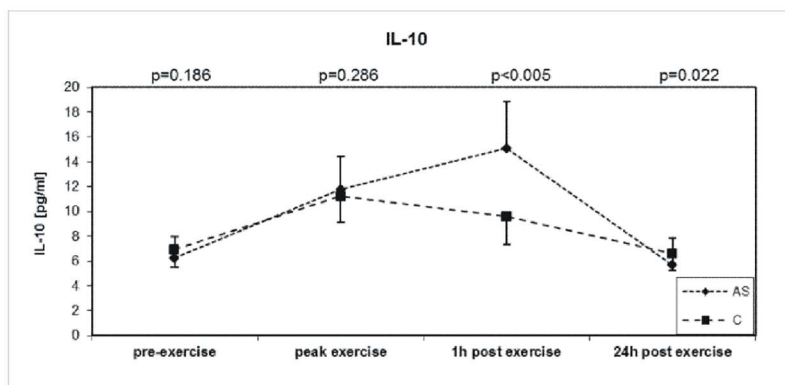 IL-10
p=0.186 p=0.286 p<0.005 p=0.022
20
18
16
14
12
10
8
6
4
2
0
IL-10 [pg/ml]
AS
C
pre-exercise peak exercise 1h post exercise 24h post exercise